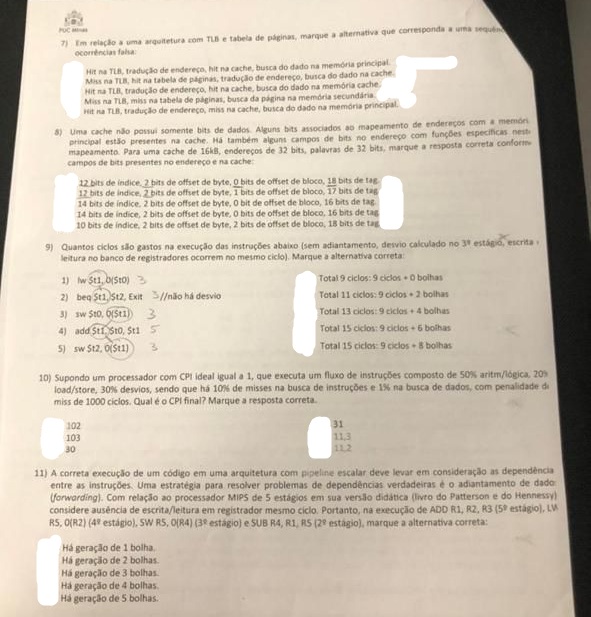 PUC Minas
7) Em relação a uma arquitetura com TLB e tabela de páginas, marque a alternativa que corresponda a uma
ocorrências falsa:
Hit na TLB, tradução de endereço, hit na cache, busca do dado na memória principal.
Miss na TLB, hit na tabela de páginas, tradução de endereço, busca do dado na cache.
Hit na TLB, tradução de endereço, hit na cache, busca do dado na memória cache.
Miss na TLB, miss na tabela de páginas, busca da página na memória secundária.
Hit na TLB, tradução de endereço, miss na cache, busca do dado na memória principal.
8) Uma cache não possui somente bits de dados. Alguns bits associados ao mapeamento de endereços com a memóri
principal estão presentes na cache. Há também alguns campos de bits no endereço com funções específicas nest
mapeamento. Para uma cache de 16kB, endereços de 32 bits, palavras de 32 bits, marque a resposta correta conform
campos de bits presentes no endereço e na cache:
12 bits de índice, 2 bits de offset de byte, 0 bits de offset de bloco, 18 bits de tag
12 bits de índice, 2 bits de offset de byte, 1 bits de offset de bloco, 17 bits de tag
14 bits de índice, 2 bits de offset de byte, 0 bit de offset de bloco, 16 bits de tag
14 bits de índice, 2 bits de offset de byte, 0 bits de offset de bloco, 16 bits de tag
10 bits de índice, 2 bits de offset de byte, 2 bits de offset de bloco, 18 bits de tag
9) Quantos ciclos são gastos na execução das instruções abaixo (sem adiantamento, desvio calculado no 3º estágio, escrita e
leitura no banco de registradores ocorrem no mesmo ciclo). Marque a alternativa correta:
1) lw $t1, 0($t0) 3
2) beq $t1, $t2, Exit 3 //não há desvio
3) sw $t0, 0($t1) 3
4) add $t1, $t0, $t1 5
5) sw $t2, 0($t1) 3
Total 9 ciclos: 9 ciclos + 0 bolhas
Total 11 ciclos: 9 ciclos + 2 bolhas
Total 13 ciclos: 9 ciclos + 4 bolhas
Total 15 ciclos: 9 ciclos + 6 bolhas
Total 15 ciclos: 9 ciclos + 8 bolhas
10) Supondo um processador com CPI ideal igual a 1, que executa um fluxo de instruções composto de 50% aritm/lógica, 20%
load/store, 30% desvios, sendo que há 10% de misses na busca de instruções e 1% na busca de dados, com penalidade de
miss de 1000 ciclos. Qual é o CPI final? Marque a resposta correta.
102
103
30
31
11,3
11,2
11) A correta execução de um código em uma arquitetura com pipeline escalar deve levar em consideração as dependência
entre as instruções. Uma estratégia para resolver problemas de dependências verdadeiras é o adiantamento de dado
(forwarding). Com relação ao processador MIPS de 5 estágios em sua versão didática (livro do Patterson e do Hennessy)
considere ausência de escrita/leitura em registrador mesmo ciclo. Portanto, na execução de ADD R1, R2, R3 (5º estágio), LW
R5, 0(R2) (4º estágio), SW R5, 0(R4) (3º estágio) e SUB R4, R1, R5 (2º estágio), marque a alternativa correta:
Há geração de 1 bolha.
Há geração de 2 bolhas.
Há geração de 3 bolhas.
Há geração de 4 bolhas.
Há geração de 5 bolhas.